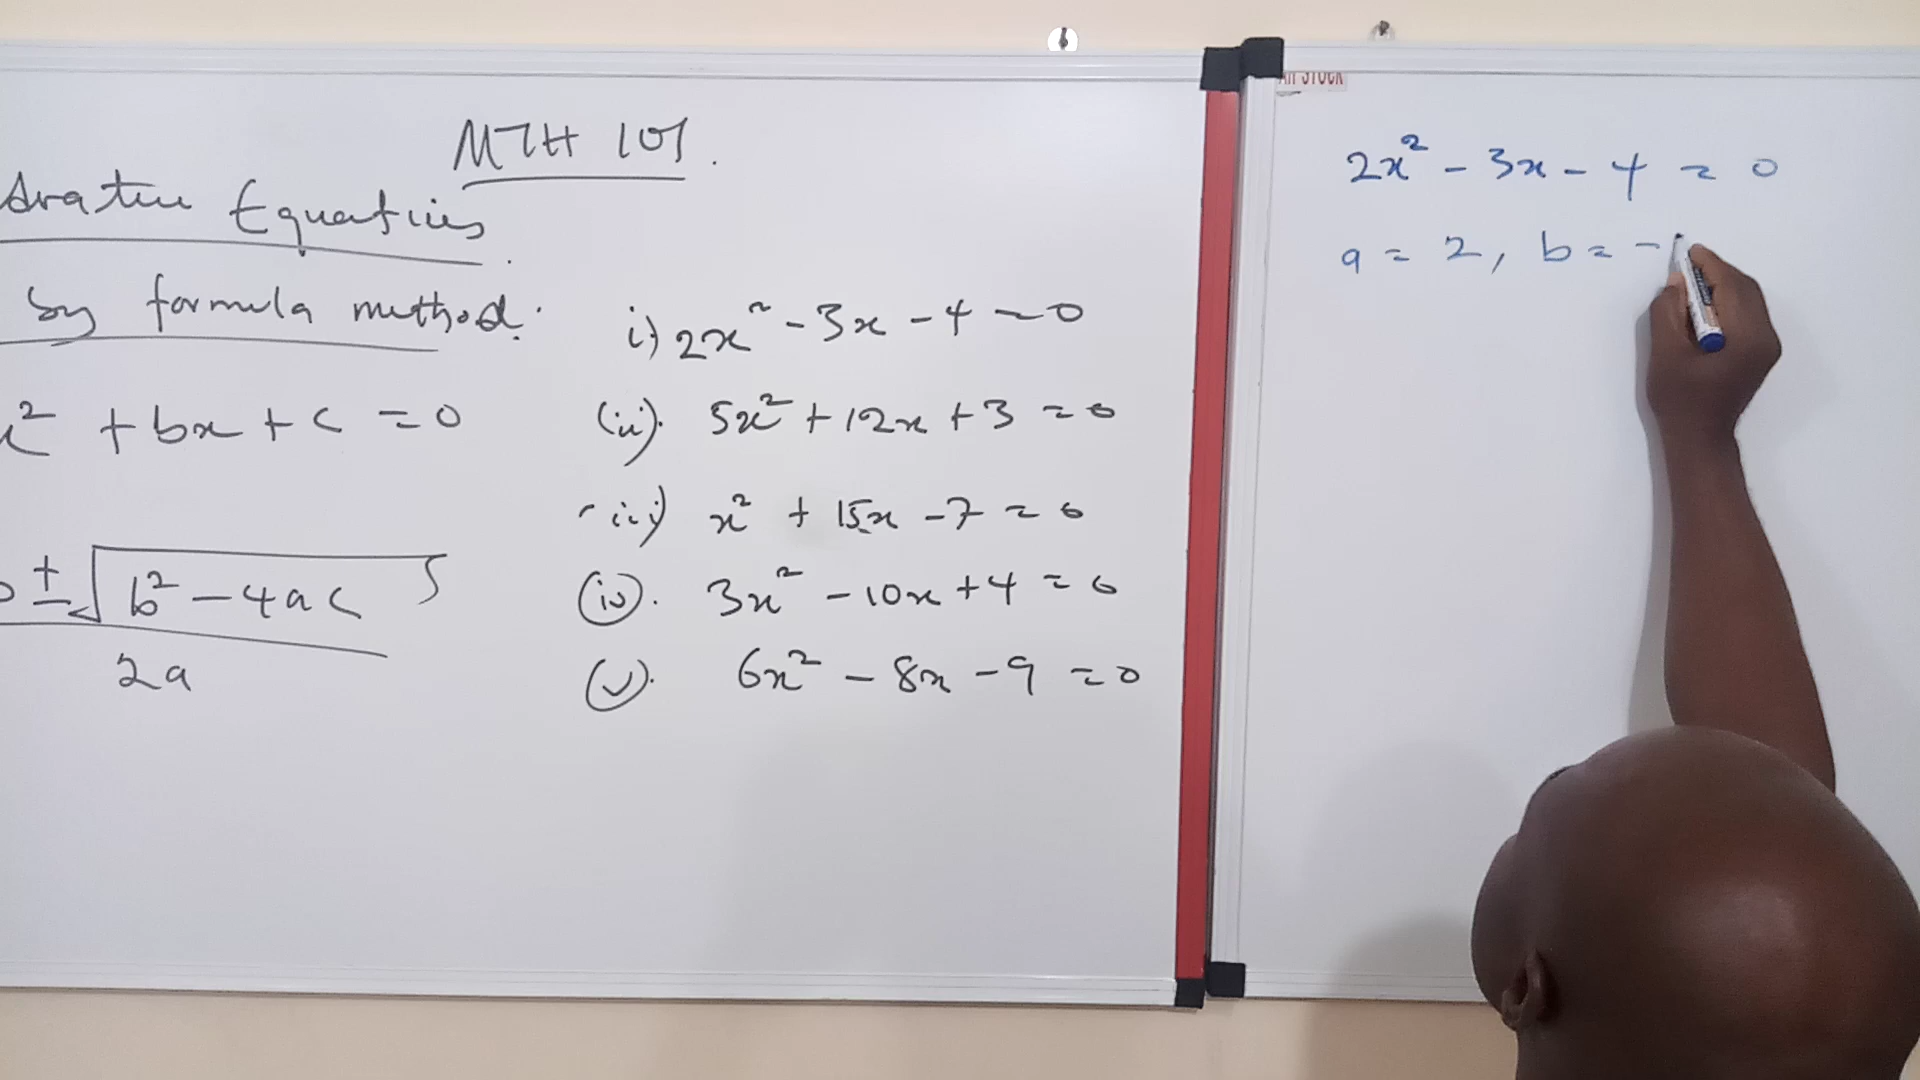 MTH 101.
dratic Equations.
by formula method.
x² + bx + c = 0
± √b² - 4ac
2a
i) 2x² - 3x - 4 = 0
(ii). 5x² + 12x + 3 = 0
iii) x² + 15x - 7 = 0
(iv). 3x² - 10x + 4 = 0
(v). 6x² - 8x - 9 = 0
2x² - 3x - 4 = 0
a = 2, b = -